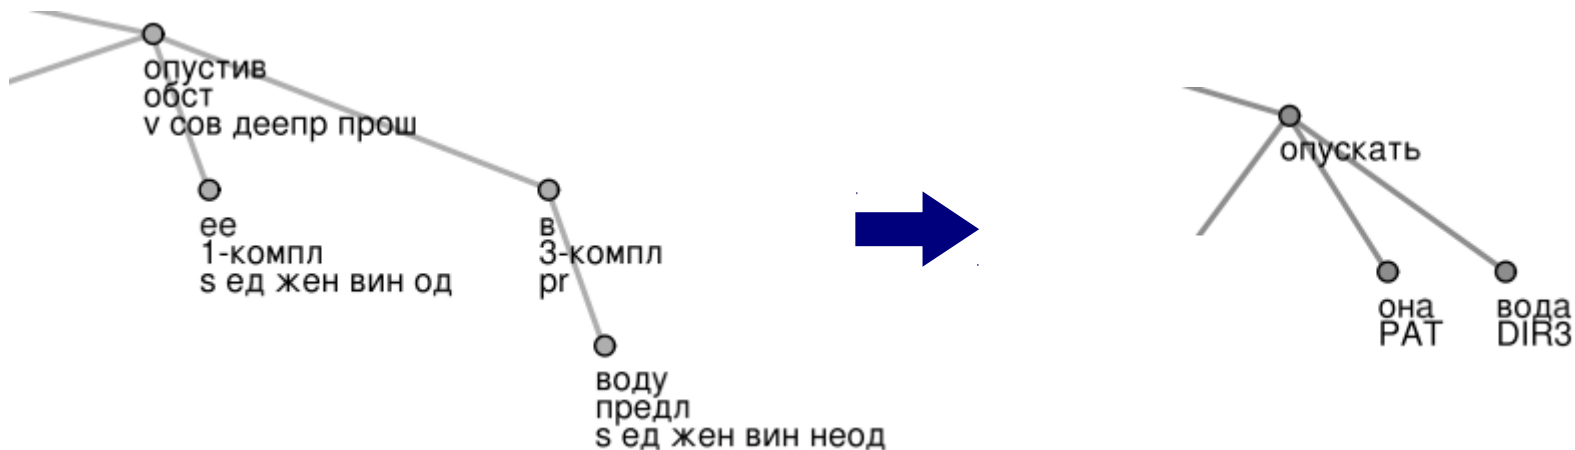 опустив
обст
v сов деепр прош
ее
1-компл
s ед жен вин од
в
3-компл
pr
воду
предл
s ед жен вин неод
опускать
она
PAT
вода
DIR3